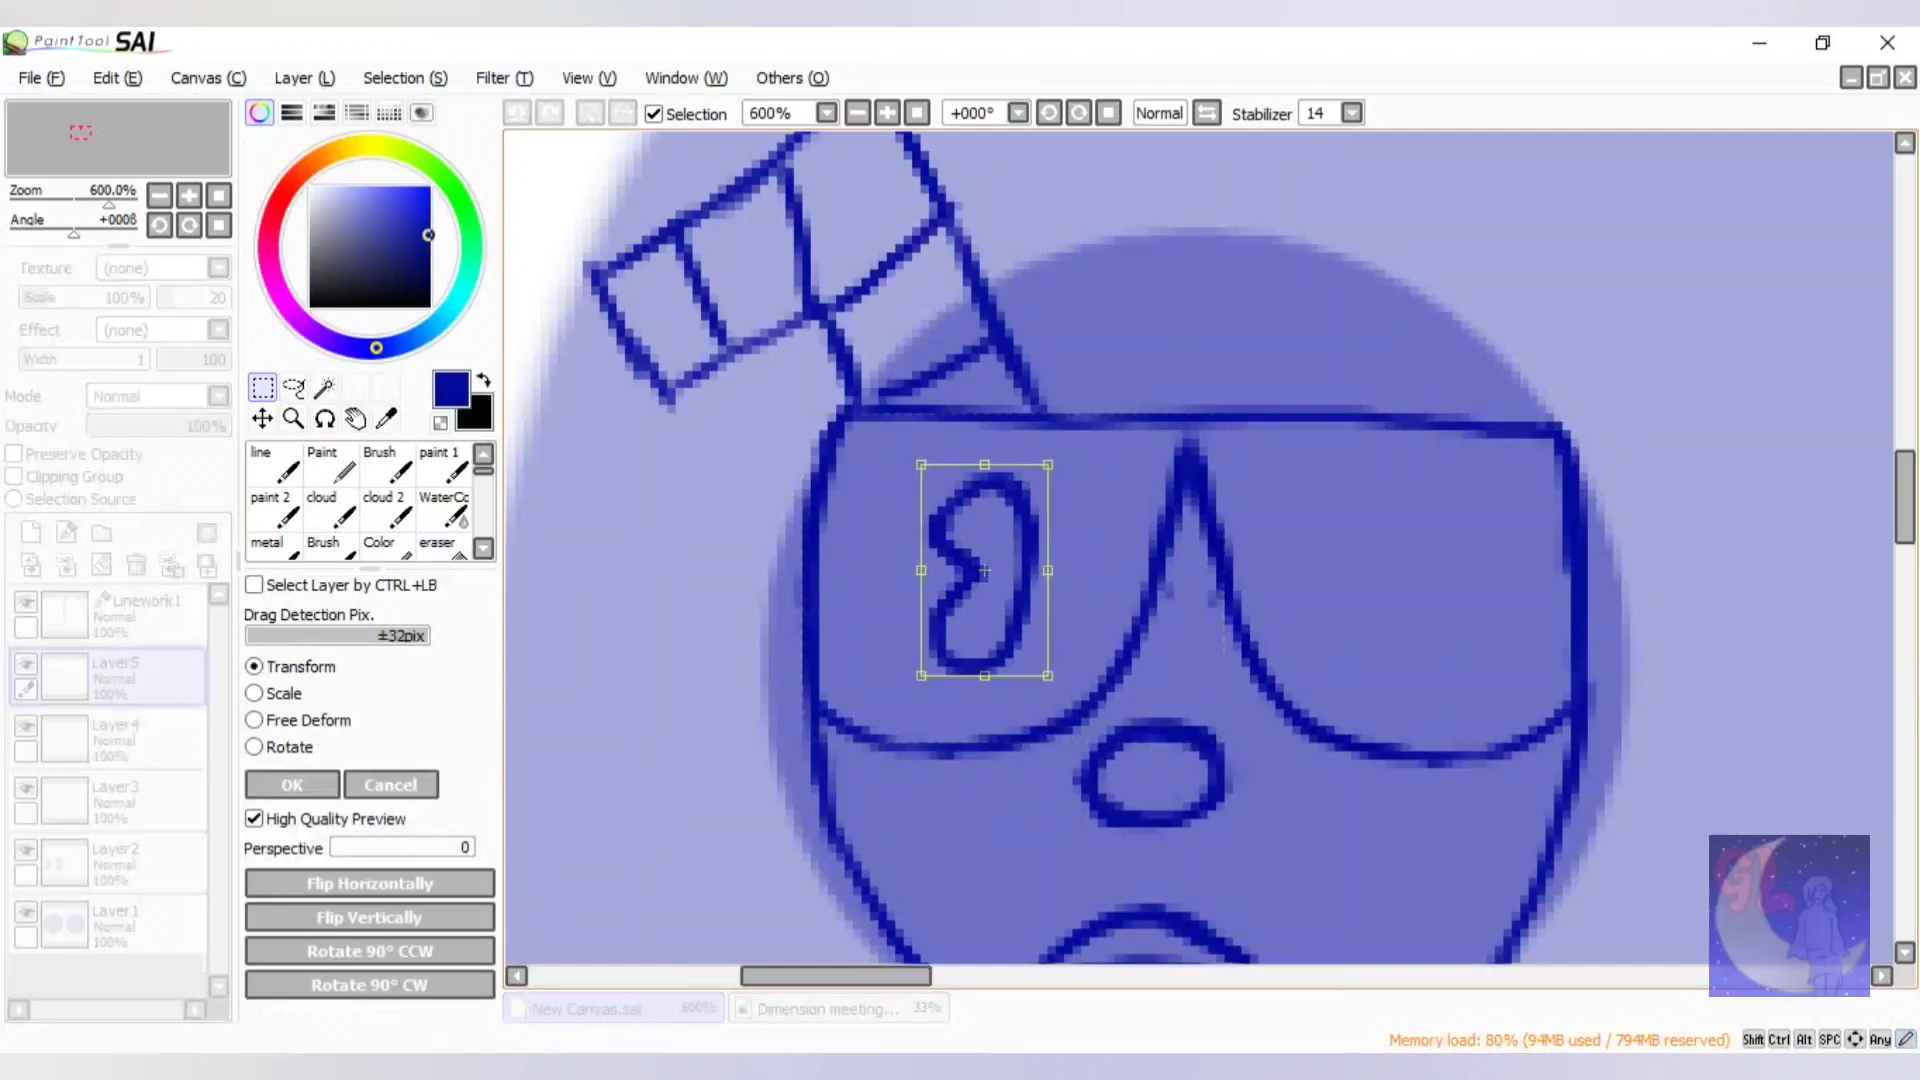 PaintTool SAI
File (F) Edit (E) Canvas (C) Layer (L) Selection (S) Filter (T) View (V) Window (W) Others (O)
Selection 600% +000° Normal Stabilizer 14
Zoom 600.0%
Angle +000ß
Texture (none)
Scale 100% 20
Effect (none)
Width 1 100
Mode Normal
Opacity 100%
Preserve Opacity
Clipping Group
Selection Source
Linework1
Normal
100%
Layer5
Normal
100%
Layer4
Normal
100%
Layer3
Normal
100%
Layer2
Normal
100%
Layer1
Normal
100%
line Paint Brush paint 1
paint 2 cloud cloud 2 WaterCc
metal Brush Color eraser
Select Layer by CTRL+LB
Drag Detection Pix.
±32pix
Transform
Scale
Free Deform
Rotate
OK Cancel
High Quality Preview
Perspective 0
Flip Horizontally
Flip Vertically
Rotate 90° CCW
Rotate 90° CW
New Canvas.sai 600% Dimension meeting... 33%
GL
Memory load: 80% (94MB used / 794MB reserved) Shift Ctrl Alt SPC Any